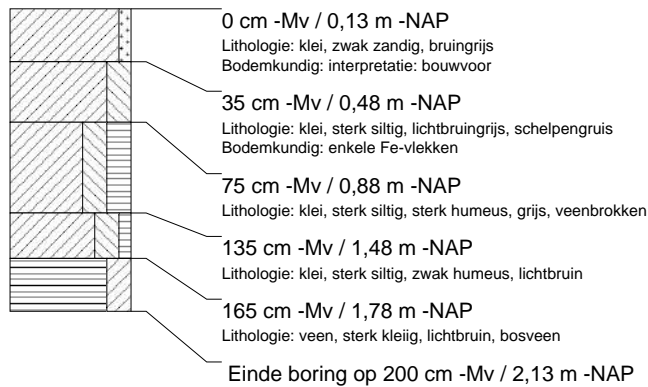 0 cm -Mv / 0,13 m -NAP
Lithologie: klei, zwak zandig, bruingrijs
Bodemkundig: interpretatie: bouwvoor
35 cm -Mv / 0,48 m -NAP
Lithologie: klei, sterk siltig, lichtbruingrijs, schelpengruis
Bodemkundig: enkele Fe-vlekken
75 cm -Mv / 0,88 m -NAP
Lithologie: klei, sterk siltig, sterk humeus, grijs, veenbrokken
135 cm -Mv / 1,48 m -NAP
Lithologie: klei, sterk siltig, zwak humeus, lichtbruin
165 cm -Mv / 1,78 m -NAP
Lithologie: veen, sterk kleiig, lichtbruin, bosveen
Einde boring op 200 cm -Mv / 2,13 m -NAP